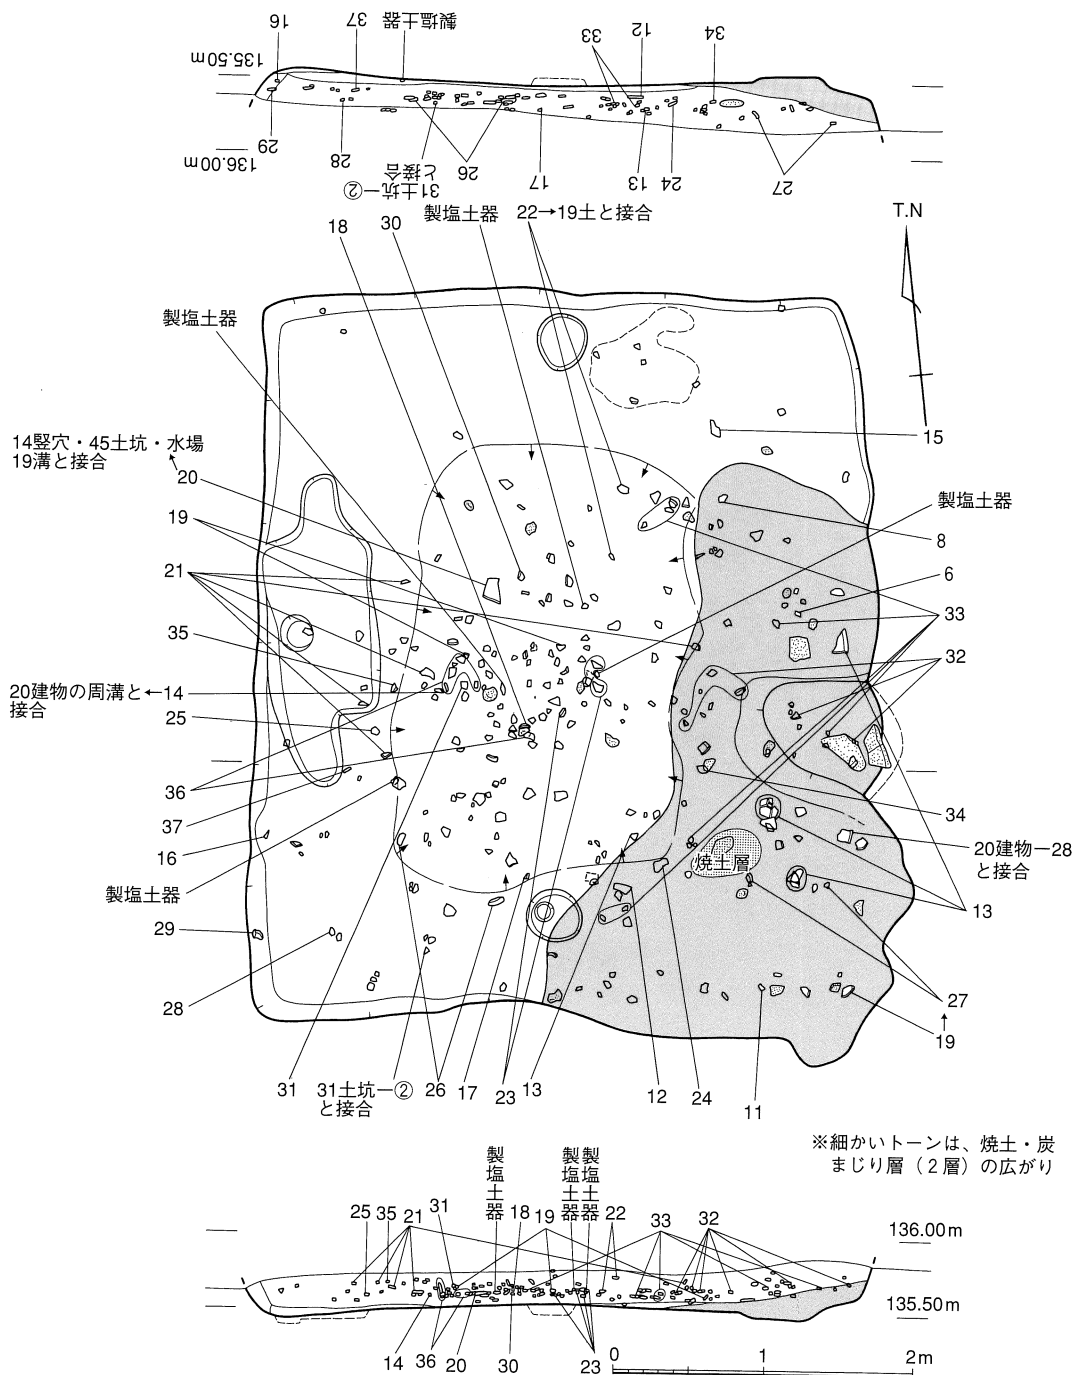 16
37
製塩土器
33
12
34
135.50m
136.00m
29
28
31土坑一②
と接合
26
17
13
24
27
製塩土器
22→19土と接合
18
30
T.N
製塩土器
15
14竪穴・45土坑・水場
19溝と接合
20
製塩土器
19
8
21
6
33
35
32
20建物の周溝と←14
接合
25
36
34
37
20建物一28
と接合
16
焼土層
製塩土器
13
29
28
27
19
31
31土坑一②
と接合
26
17
23
13
12
24
11
※細かいトーンは、焼土・炭
まじり層（２層）の広がり
製塩土器
製塩土器
製塩土器
25
35
21
31
18
19
22
33
32
136.00m
135.50m
14
36
20
30
23
0
1
2m